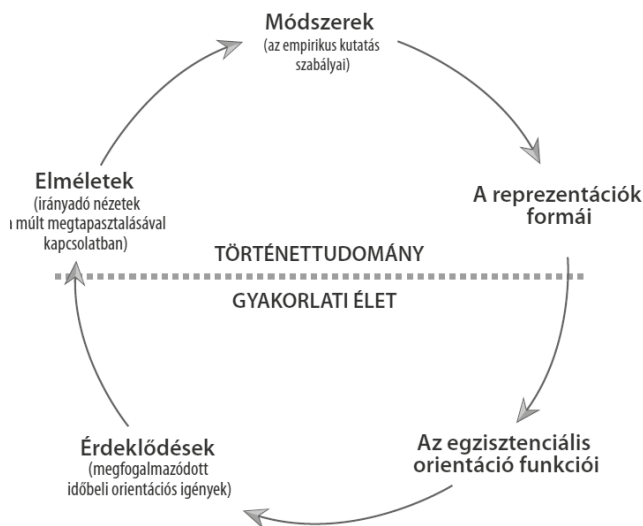 Módszerek
(az empirikus kutatás
szabályai)
A reprezentációk
formái
Elméletek
(irányadó nézetek
múlt megtapasztalásával
kapcsolatban)
TÖRTÉNETTUDOMÁNY
GYAKORLATI ÉLET
Az egzisztenciális
orientáció funkciói
Érdeklődések
(megfogalmazódott
időbeli orientációs igények)